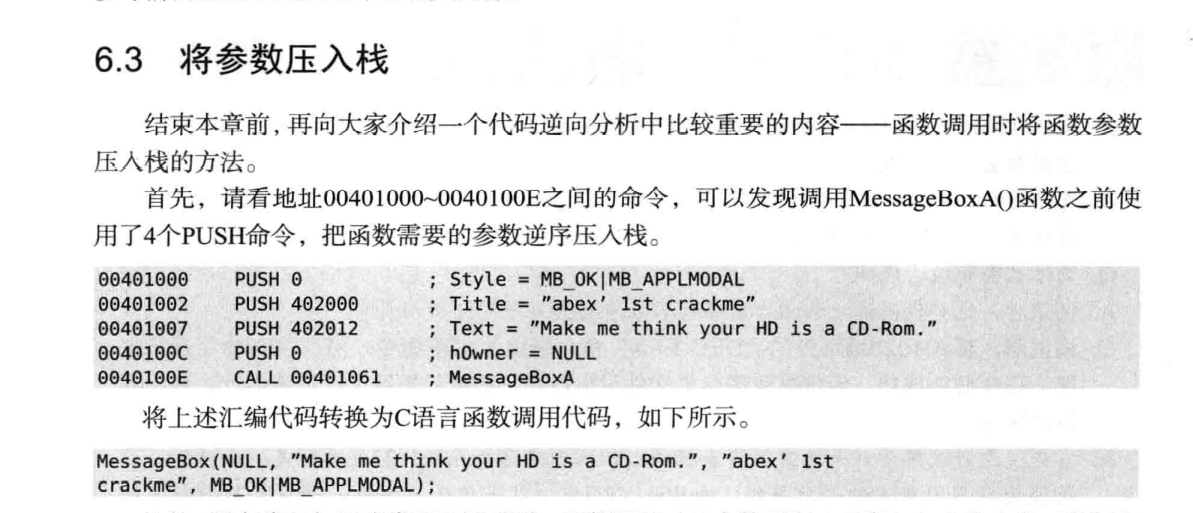 6.3 将参数压入栈
结束本章前，再向大家介绍一个代码逆向分析中比较重要的内容——函数调用时将函数参数
压入栈的方法。
首先，请看地址00401000~0040100E之间的命令，可以发现调用MessageBoxA()函数之前使
用了4个PUSH命令，把函数需要的参数逆序压入栈。
00401000 PUSH 0 ; Style = MB_OK|MB_APPLMODAL
00401002 PUSH 402000 ; Title = ”abex’ 1st crackme”
00401007 PUSH 402012 ; Text = ”Make me think your HD is a CD-Rom.”
0040100C PUSH 0 ; hOwner = NULL
0040100E CALL 00401061 ; MessageBoxA
将上述汇编代码转换为C语言函数调用代码，如下所示。
MessageBox(NULL, ”Make me think your HD is a CD-Rom.”, ”abex’ 1st
crackme”, MB_OK|MB_APPLMODAL);